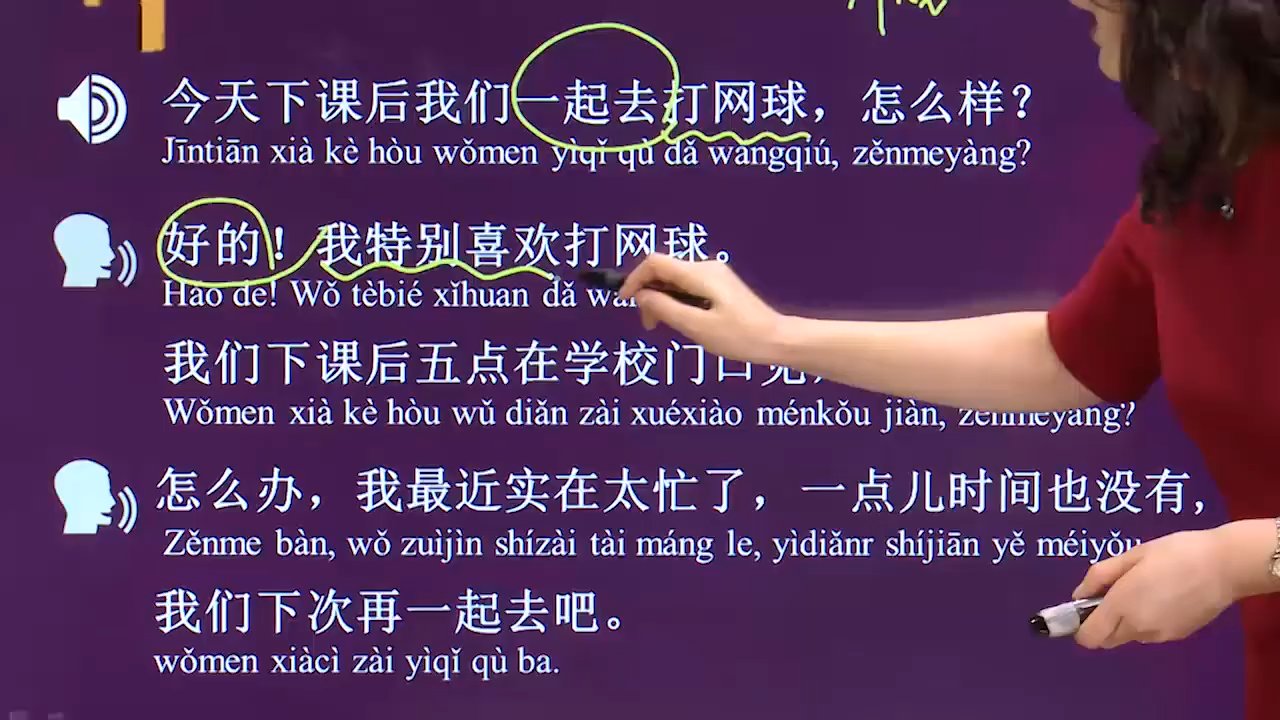 今天下课后我们一起去打网球，怎么样？
Jīntiān xià kè hòu wǒmen yìqǐ qù dǎ wǎngqiú, zěnmeyàng?
好的！我特别喜欢打网球。
Hǎo de! Wǒ tèbié xǐhuan dǎ
我们下课后五点在学校门口见，
Wǒmen xià kè hòu wǔ diǎn zài xuéxiào ménkǒu jiàn, zěnmeyàng?
怎么办，我最近实在太忙了，一点儿时间也没有，
Zěnme bàn, wǒ zuìjìn shízài tài máng le, yìdiǎnr shíjiān yě méiyǒu
我们下次再一起去吧。
wǒmen xiàcì zài yìqǐ qù ba.